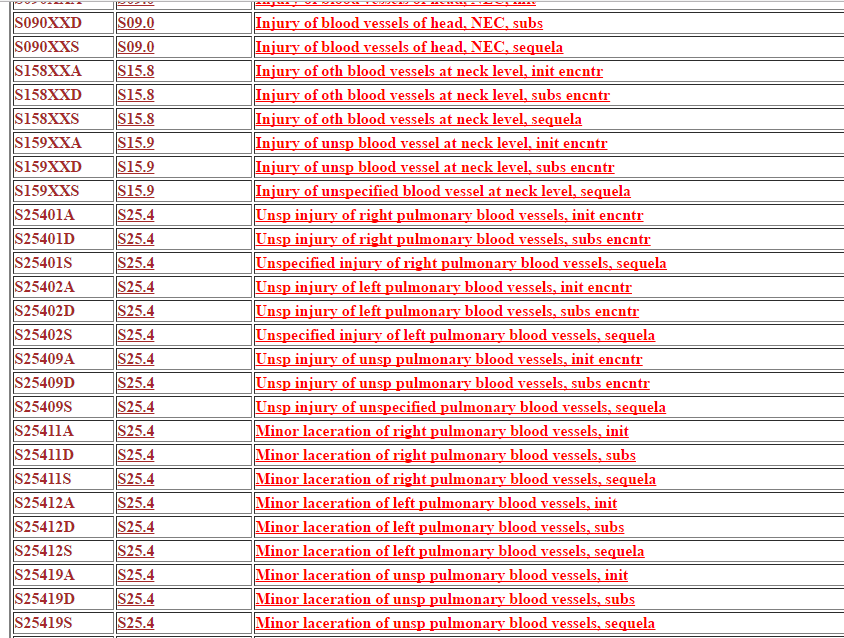 S090XXD S09.0 Injury of blood vessels of head, NEC, subs
S090XXS S09.0 Injury of blood vessels of head, NEC, sequela
S158XXA S15.8 Injury of oth blood vessels at neck level, init encntr
S158XXD S15.8 Injury of oth blood vessels at neck level, subs encntr
S158XXS S15.8 Injury of oth blood vessels at neck level, sequela
S159XXA S15.9 Injury of unsp blood vessel at neck level, init encntr
S159XXD S15.9 Injury of unsp blood vessel at neck level, subs encntr
S159XXS S15.9 Injury of unspecified blood vessel at neck level, sequela
S25401A S25.4 Unsp injury of right pulmonary blood vessels, init encntr
S25401D S25.4 Unsp injury of right pulmonary blood vessels, subs encntr
S25401S S25.4 Unspecified injury of right pulmonary blood vessels, sequela
S25402A S25.4 Unsp injury of left pulmonary blood vessels, init encntr
S25402D S25.4 Unsp injury of left pulmonary blood vessels, subs encntr
S25402S S25.4 Unspecified injury of left pulmonary blood vessels, sequela
S25409A S25.4 Unsp injury of unsp pulmonary blood vessels, init encntr
S25409D S25.4 Unsp injury of unsp pulmonary blood vessels, subs encntr
S25409S S25.4 Unsp injury of unspecified pulmonary blood vessels, sequela
S25411A S25.4 Minor laceration of right pulmonary blood vessels, init
S25411D S25.4 Minor laceration of right pulmonary blood vessels, subs
S25411S S25.4 Minor laceration of right pulmonary blood vessels, sequela
S25412A S25.4 Minor laceration of left pulmonary blood vessels, init
S25412D S25.4 Minor laceration of left pulmonary blood vessels, subs
S25412S S25.4 Minor laceration of left pulmonary blood vessels, sequela
S25419A S25.4 Minor laceration of unsp pulmonary blood vessels, init
S25419D S25.4 Minor laceration of unsp pulmonary blood vessels, subs
S25419S S25.4 Minor laceration of unsp pulmonary blood vessels, sequela